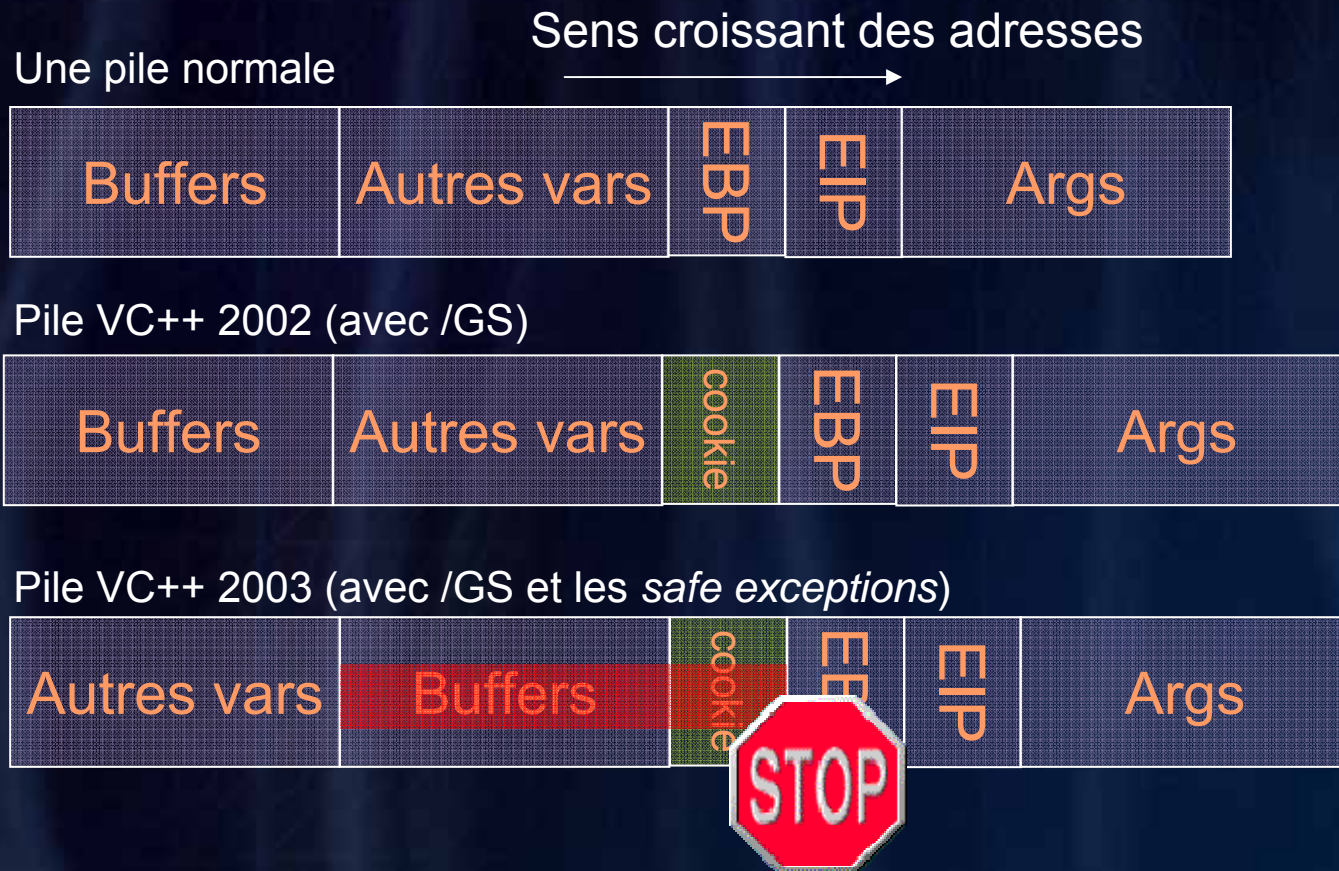 Sens croissant des adresses
Une pile normale
Buffers Autres vars EBP EIP Args
Pile VC++ 2002 (avec /GS)
Buffers Autres vars cookie EBP EIP Args
Pile VC++ 2003 (avec /GS et les safe exceptions)
Autres vars Buffers cookie EB EIP Args
STOP